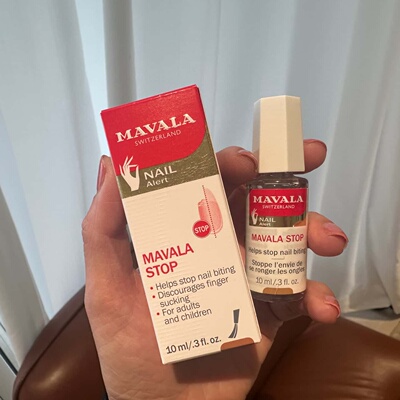 MAVALA
SWITZERLAND
NAIL
Alert
STOP
MAVALA
STOP
• Helps stop nail biting
• Discourages finger
sucking
• For adults
and children
10 ml/.3 fl. oz.
MAVALA
SWITZERLAND
NAIL
Alert
MAVALA STOP
Helps stop nail biting
Stoppe l'envie de
se ronger les ongles
10 ml/.3 fl. oz.